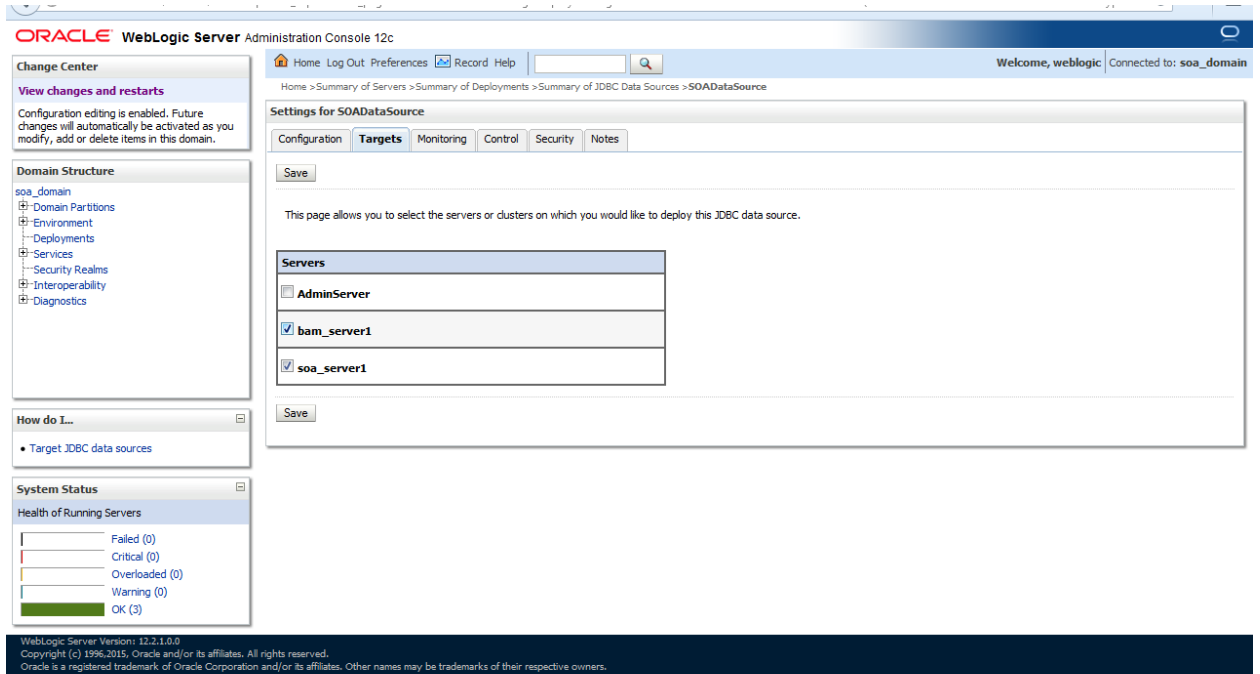 ORACLE WebLogic Server Administration Console 12c
Change Center
View changes and restarts
Configuration editing is enabled. Future
changes will automatically be activated as you
modify, add or delete items in this domain.
Domain Structure
soa_domain
Domain Partitions
Environment
Deployments
Services
Security Realms
Interoperability
Diagnostics
How do I...
Target JDBC data sources
System Status
Health of Running Servers
Failed (0)
Critical (0)
Overloaded (0)
Warning (0)
OK (3)
Home Log Out Preferences Record Help
Welcome, weblogic Connected to: soa_domain
Home >Summary of Servers >Summary of Deployments >Summary of JDBC Data Sources >SOADataSource
Settings for SOADataSource
Configuration Targets Monitoring Control Security Notes
Save
This page allows you to select the servers or clusters on which you would like to deploy this JDBC data source.
Servers
AdminServer
bam_server1
soa_server1
Save
WebLogic Server Version: 12.2.1.0.0
Copyright (c) 1996,2015, Oracle and/or its affiliates. All rights reserved.
Oracle is a registered trademark of Oracle Corporation and/or its affiliates. Other names may be trademarks of their respective owners.